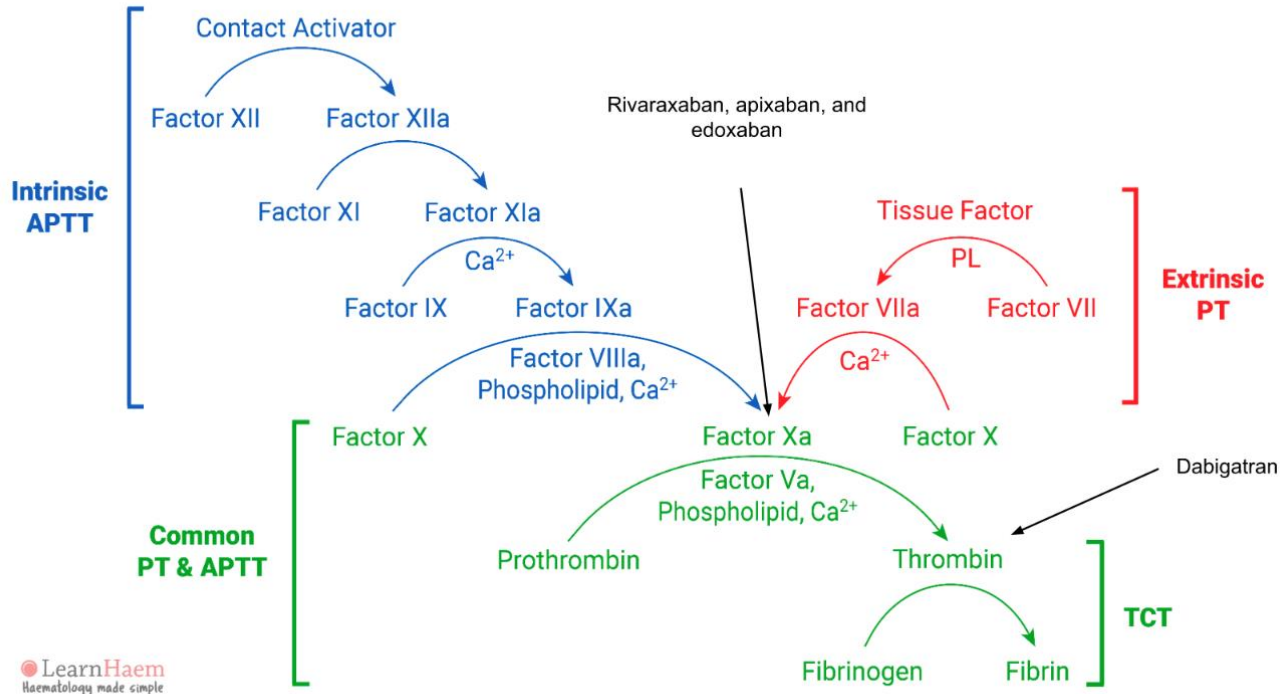 Contact Activator
Factor XII
Factor XIIa
Rivaraxaban, apixaban, and
edoxaban
Intrinsic
APTT
Factor XI
Factor XIa
Ca²⁺
Tissue Factor
PL
Extrinsic
PT
Factor IX
Factor IXa
Factor VIIa
Factor VII
Factor VIIIa,
Phospholipid, Ca²⁺
Ca²⁺
Factor X
Factor Xa
Factor X
Factor Va,
Phospholipid, Ca²⁺
Dabigatran
Common
PT & APTT
Prothrombin
Thrombin
TCT
Fibrinogen
Fibrin
LearnHaem
Haematology made simple